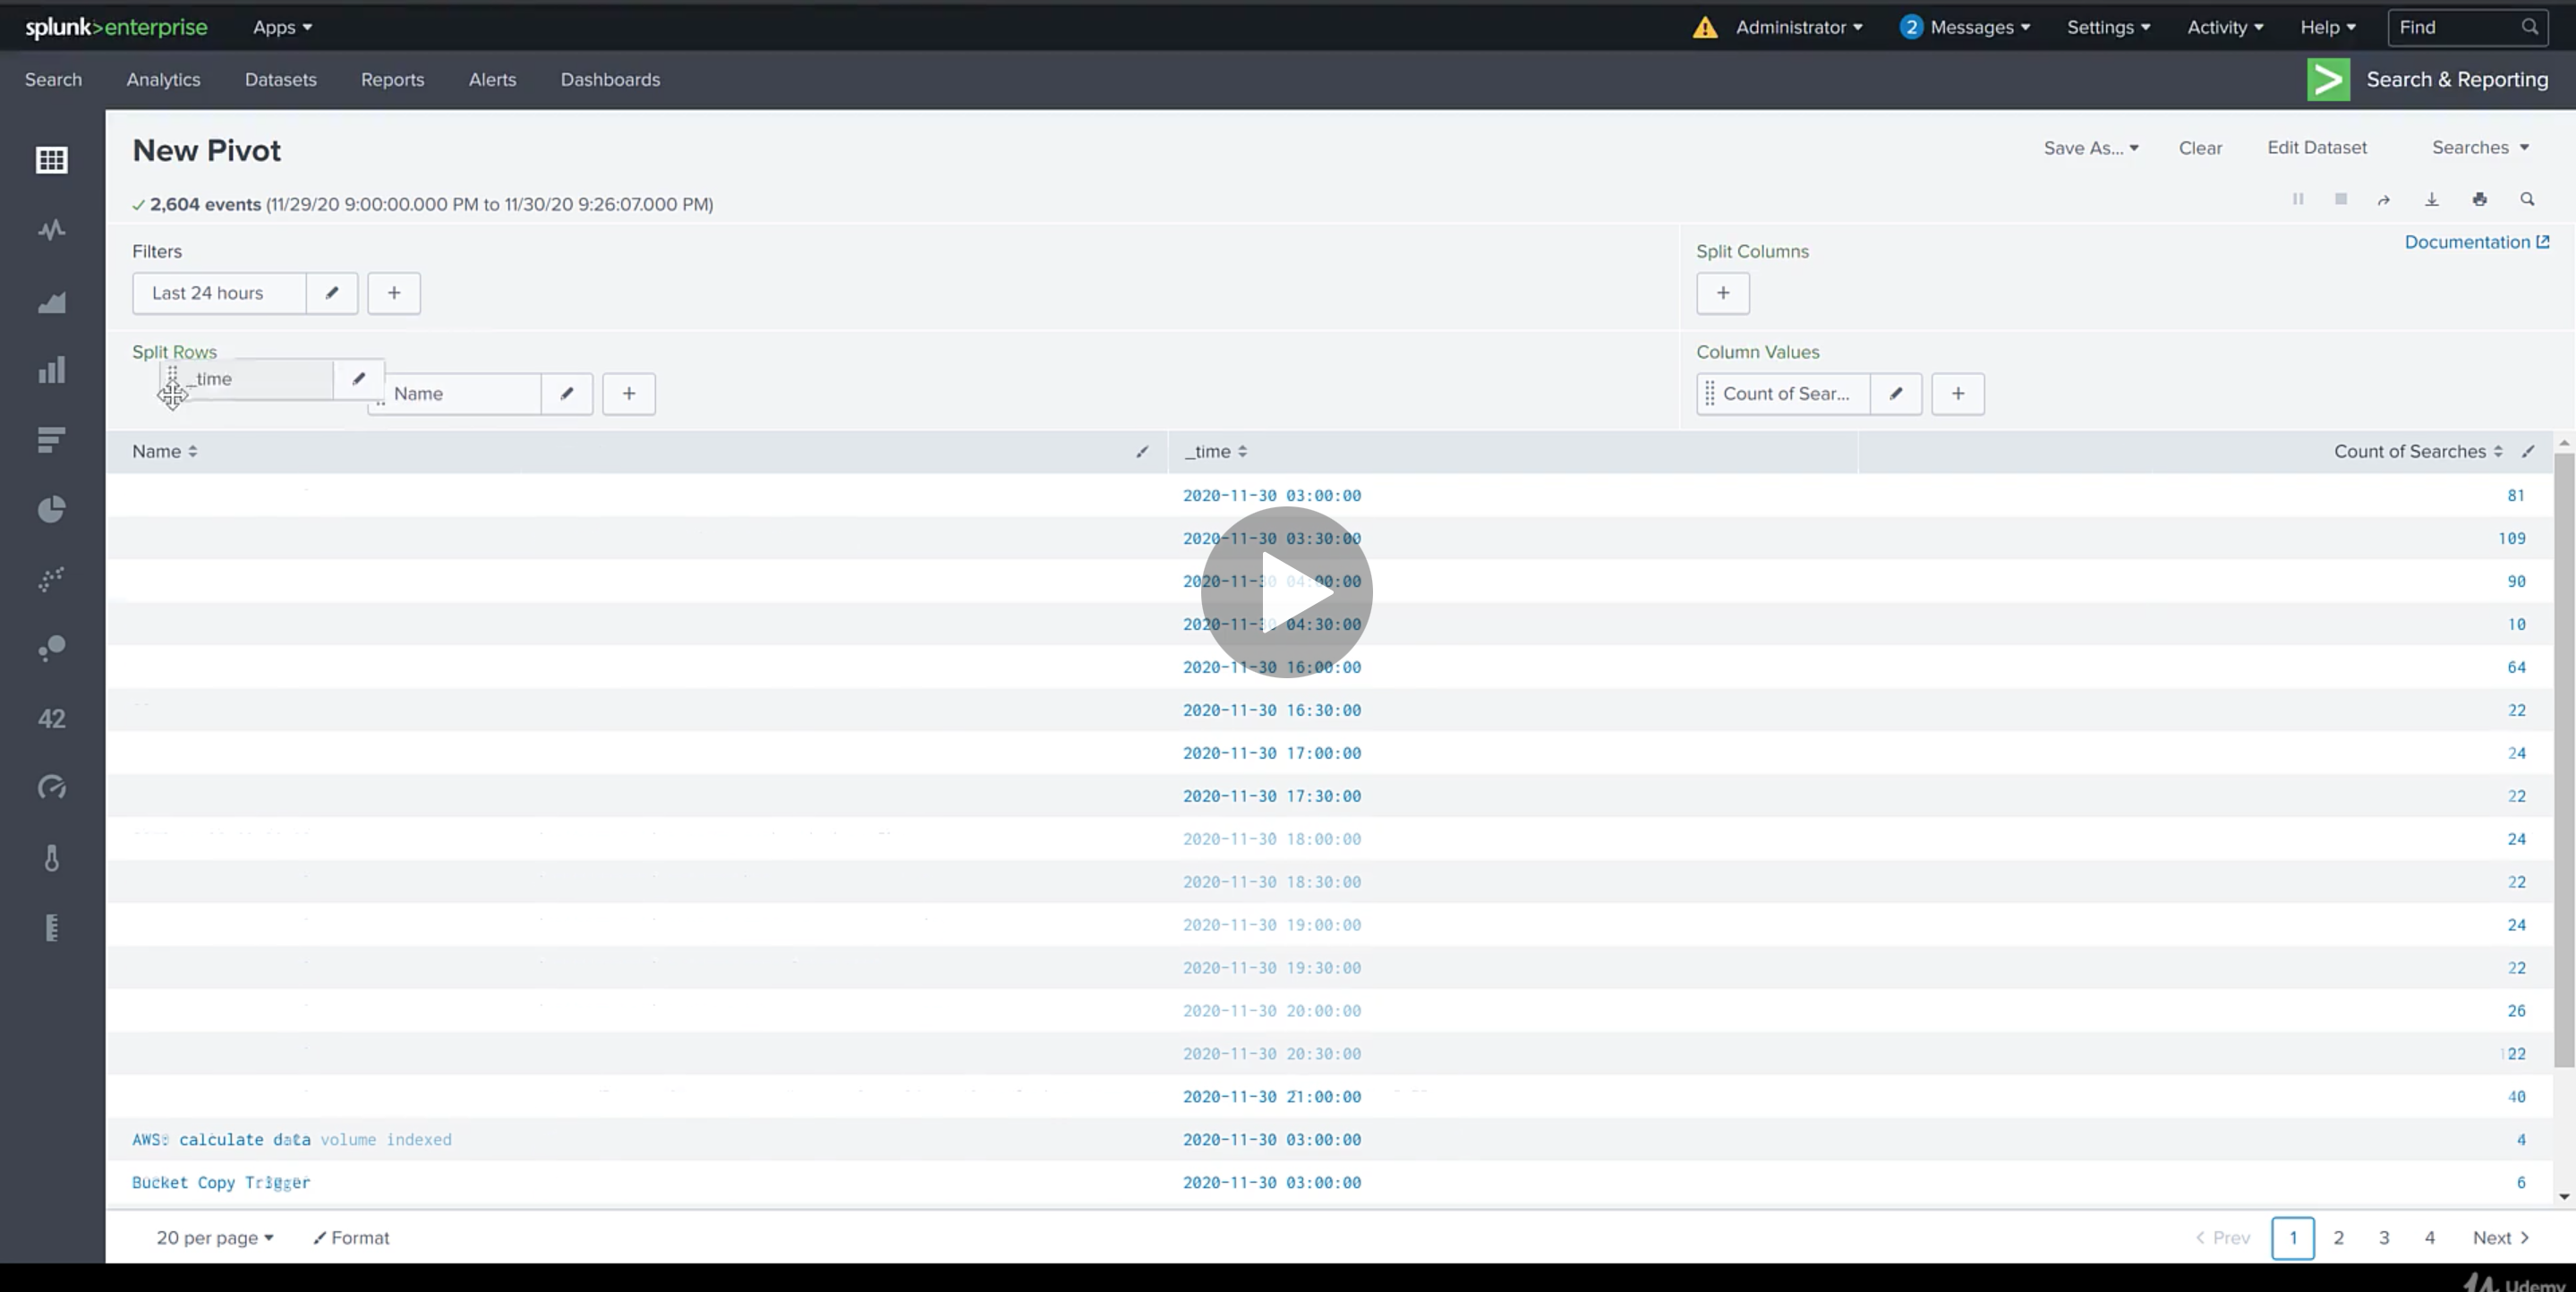 splunk>enterprise Apps Administrator 2 Messages Settings Activity Help Find
Search Analytics Datasets Reports Alerts Dashboards Search & Reporting
New Pivot Save As... Clear Edit Dataset Searches
2,604 events (11/29/20 9:00:00.000 PM to 11/30/20 9:26:07.000 PM)
Filters Split Columns Documentation
Last 24 hours + +
Split Rows Column Values
_time Name + Count of Sear... +
Name _time Count of Searches
2020-11-30 03:00:00 81
2020-11-30 03:30:00 109
2020-11-30 04:00:00 90
2020-11-30 04:30:00 10
2020-11-30 16:00:00 64
2020-11-30 16:30:00 22
42
2020-11-30 17:00:00 24
2020-11-30 17:30:00 22
2020-11-30 18:00:00 24
2020-11-30 18:30:00 22
2020-11-30 19:00:00 24
2020-11-30 19:30:00 22
2020-11-30 20:00:00 26
2020-11-30 20:30:00 22
2020-11-30 21:00:00 40
AWS: calculate data volume indexed 2020-11-30 03:00:00 4
Bucket Copy Trigger 2020-11-30 03:00:00 6
20 per page Format < Prev 1 2 3 4 Next >
Udemy